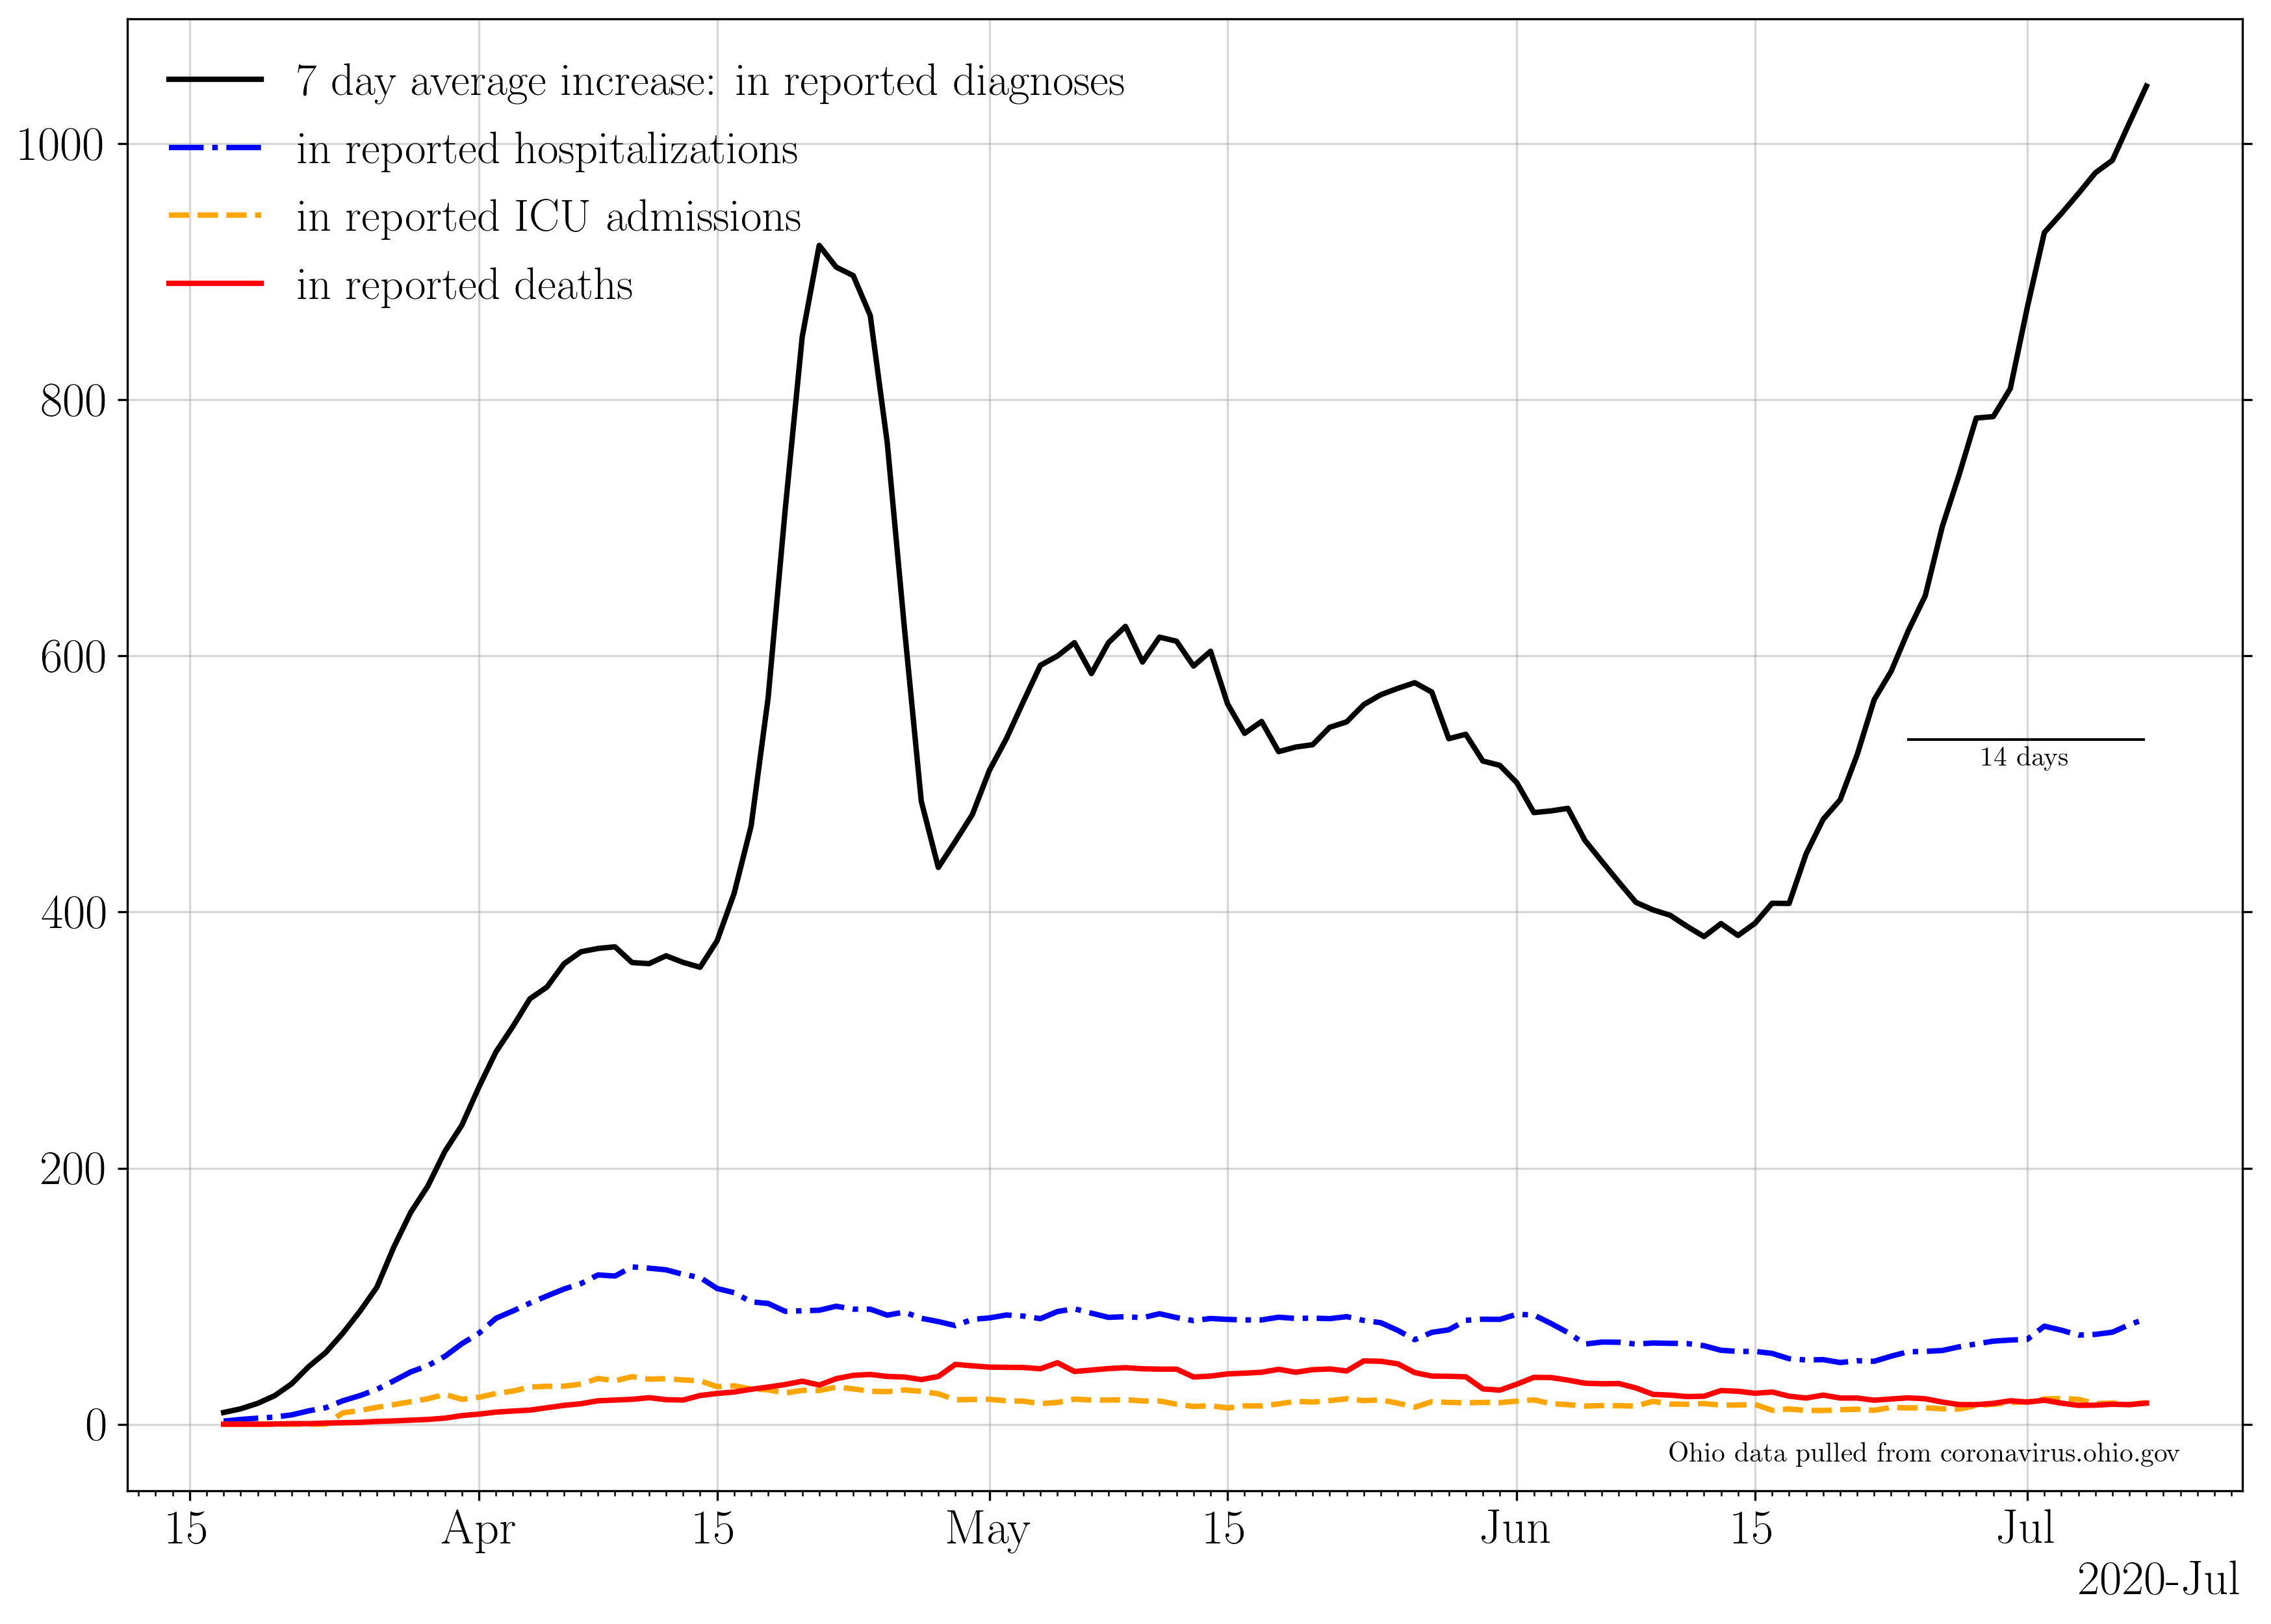 7 day average increase: in reported diagnoses
in reported hospitalizations
in reported ICU admissions
in reported deaths
1000
800
600
400
200
0
14 days
Ohio data pulled from coronavirus.ohio.gov
15 Apr 15 May 15 Jun 15 Jul
2020-Jul